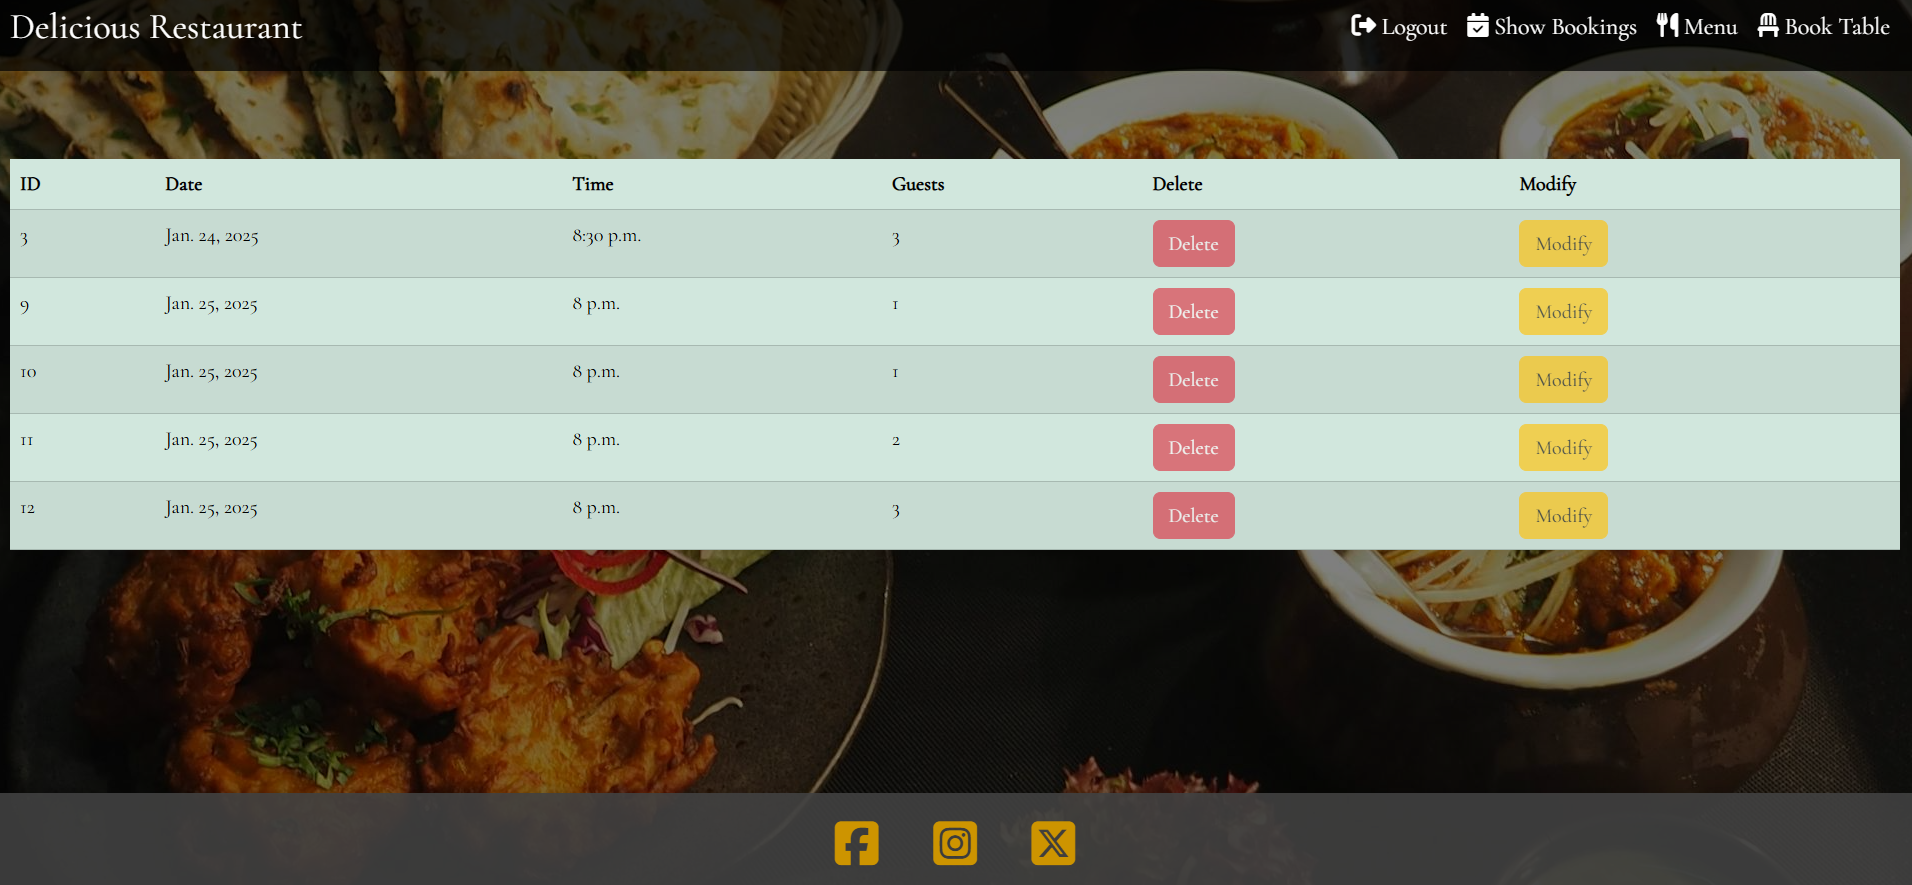 Delicious Restaurant
Logout Show Bookings Menu Book Table
ID Date Time Guests Delete Modify
3 Jan. 24, 2025 8:30 p.m. 3 Delete Modify
9 Jan. 25, 2025 8 p.m. 1 Delete Modify
10 Jan. 25, 2025 8 p.m. 1 Delete Modify
11 Jan. 25, 2025 8 p.m. 2 Delete Modify
12 Jan. 25, 2025 8 p.m. 3 Delete Modify